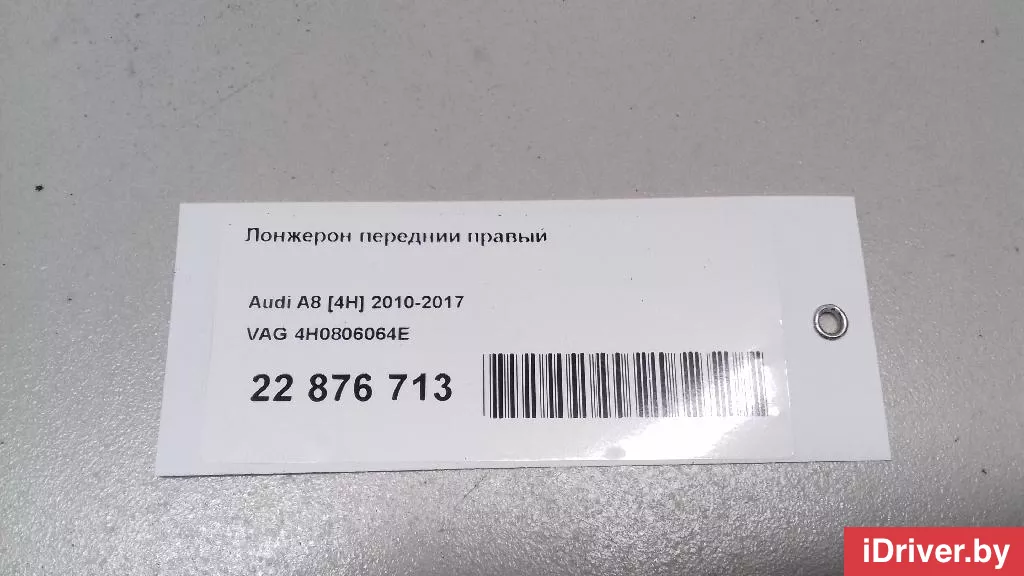 Лонжерон передний правый
Audi A8 [4H] 2010-2017
VAG 4H0806064E
22 876 713
iDriver.by